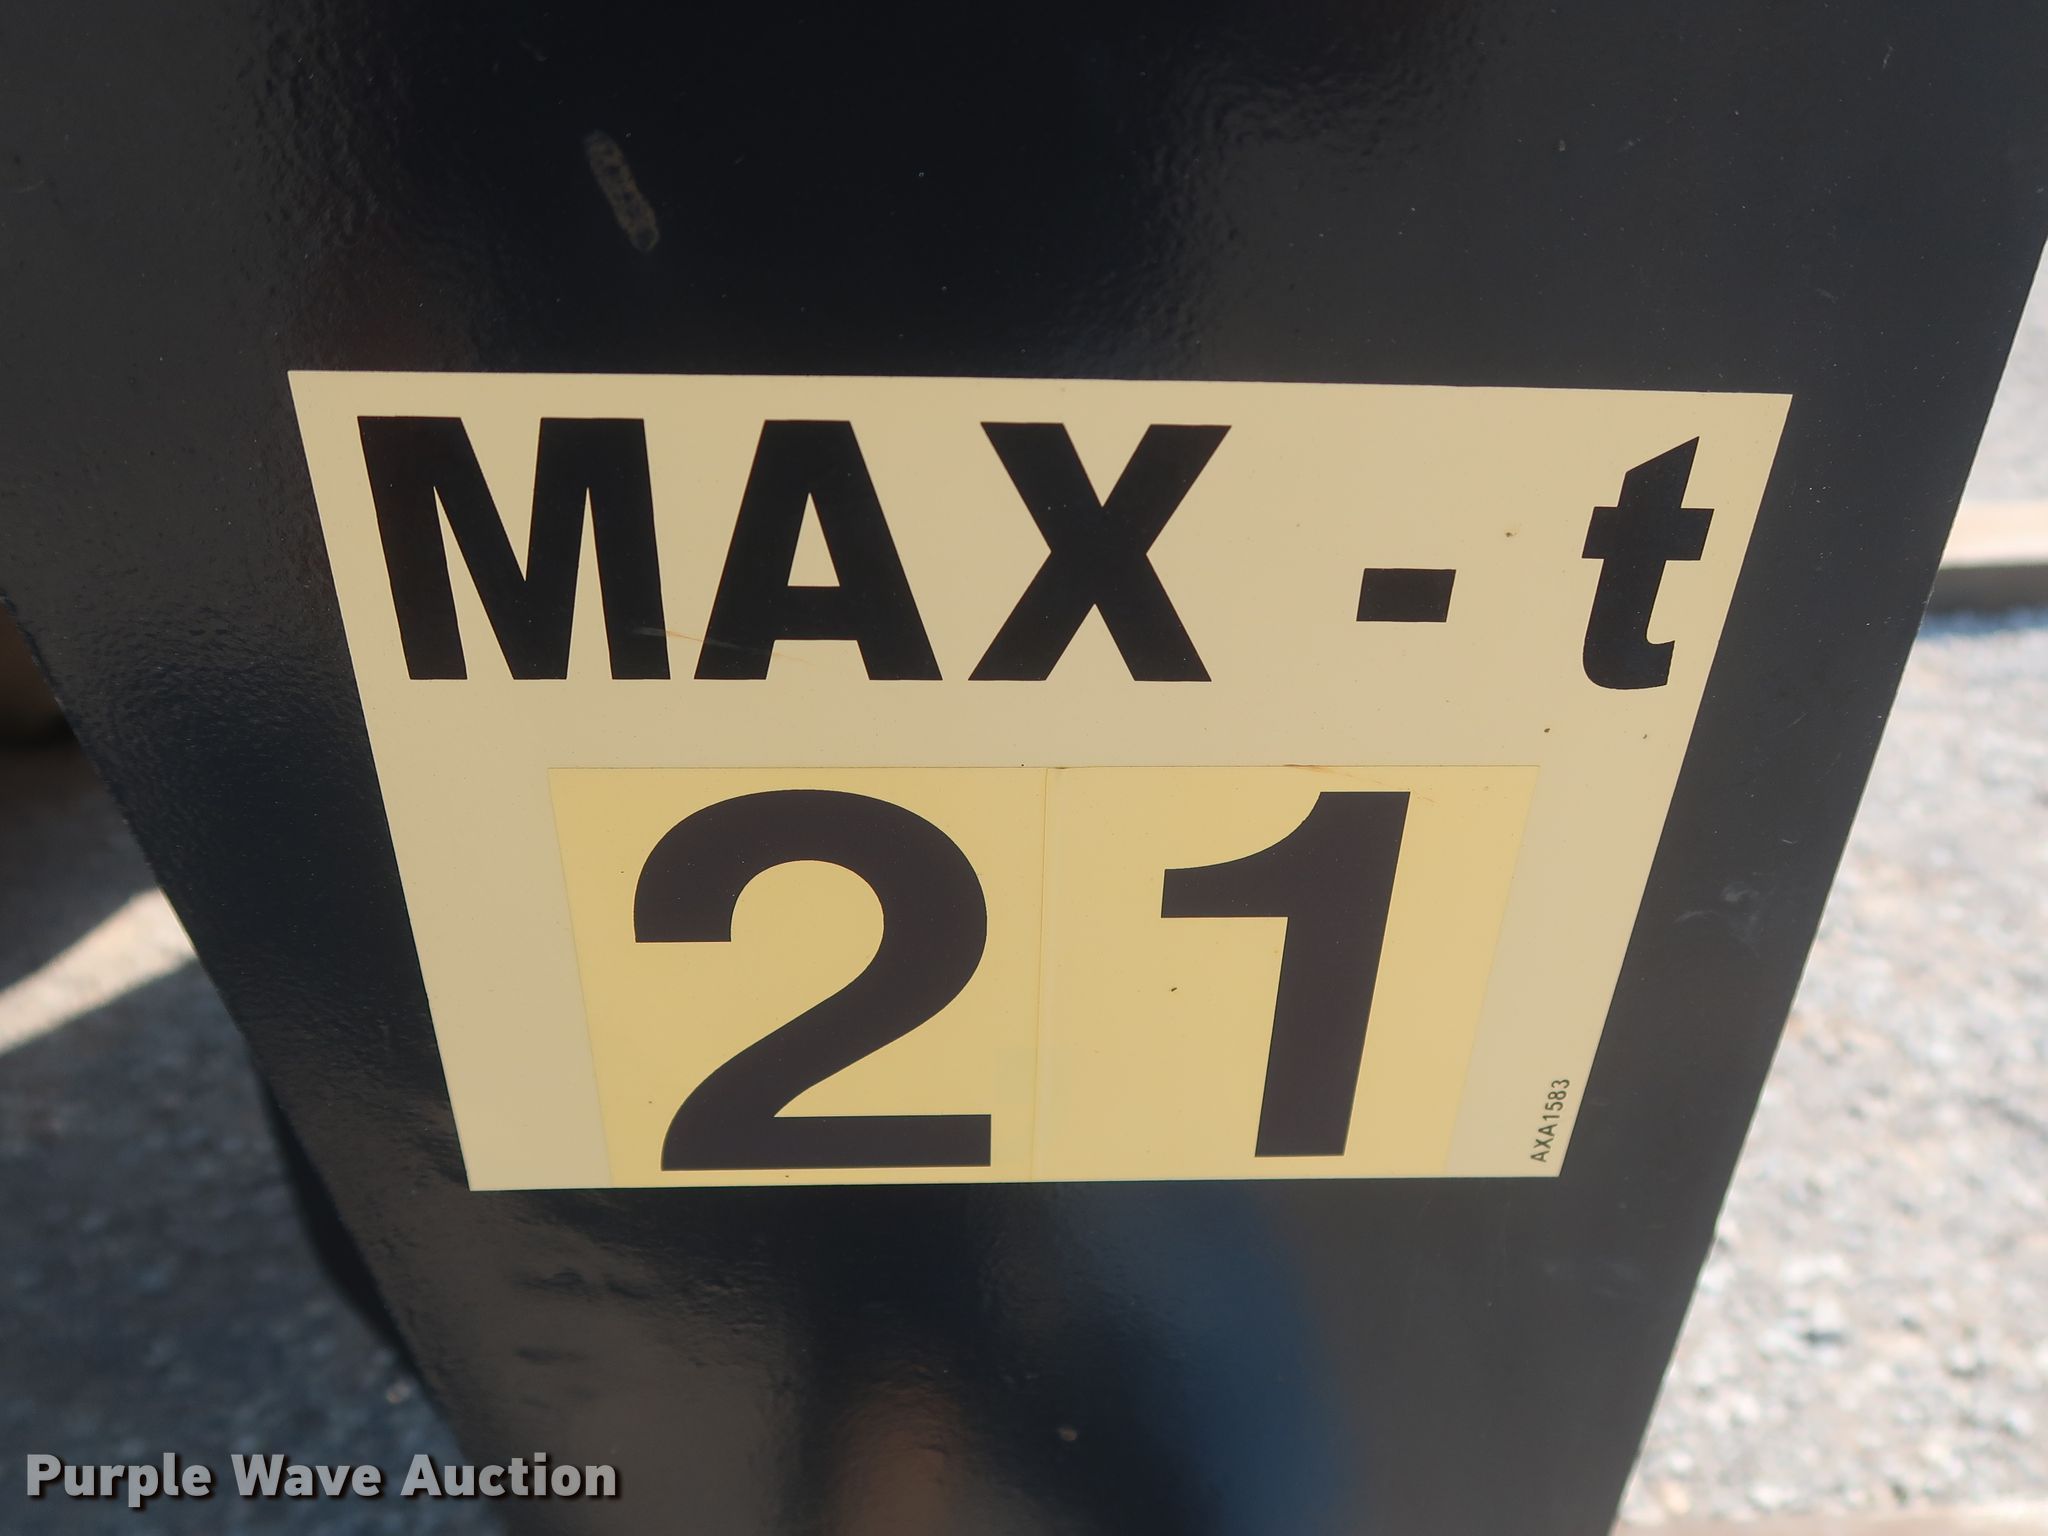 MAX - t
21
AXA1583
Purple Wave Auction